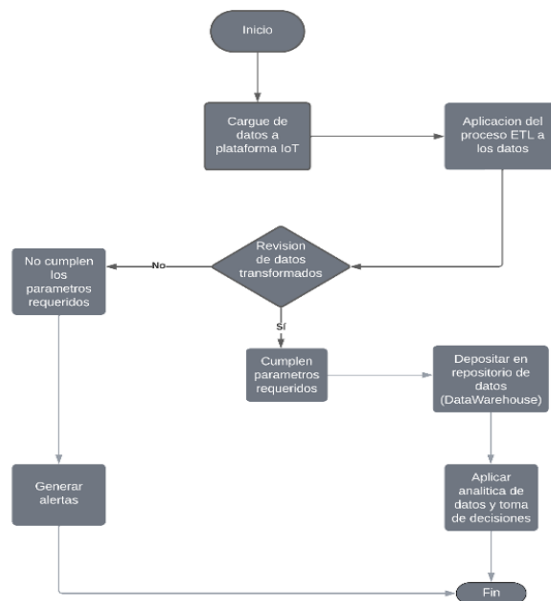 Inicio
Cargue de
datos a
plataforma IoT
Aplicacion del
proceso ETL a
los datos
Revision
de datos
transformados
No
No cumplen
los
parametros
requeridos
Sí
Cumplen
parametros
requeridos
Depositar en
repositorio de
datos
(DataWarehouse)
Generar
alertas
Aplicar
analitica de
datos y toma
de decisiones
Fin